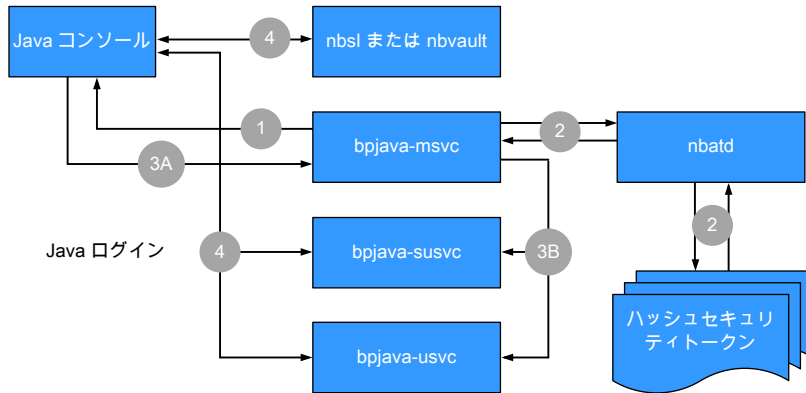 Java コンソール
4
nbsl または nbvault
1
bpjava-msvc
2
nbatd
3A
2
Java ログイン
4
bpjava-susvc
3B
ハッシュセキュリ
ティトークン
bpjava-usvc